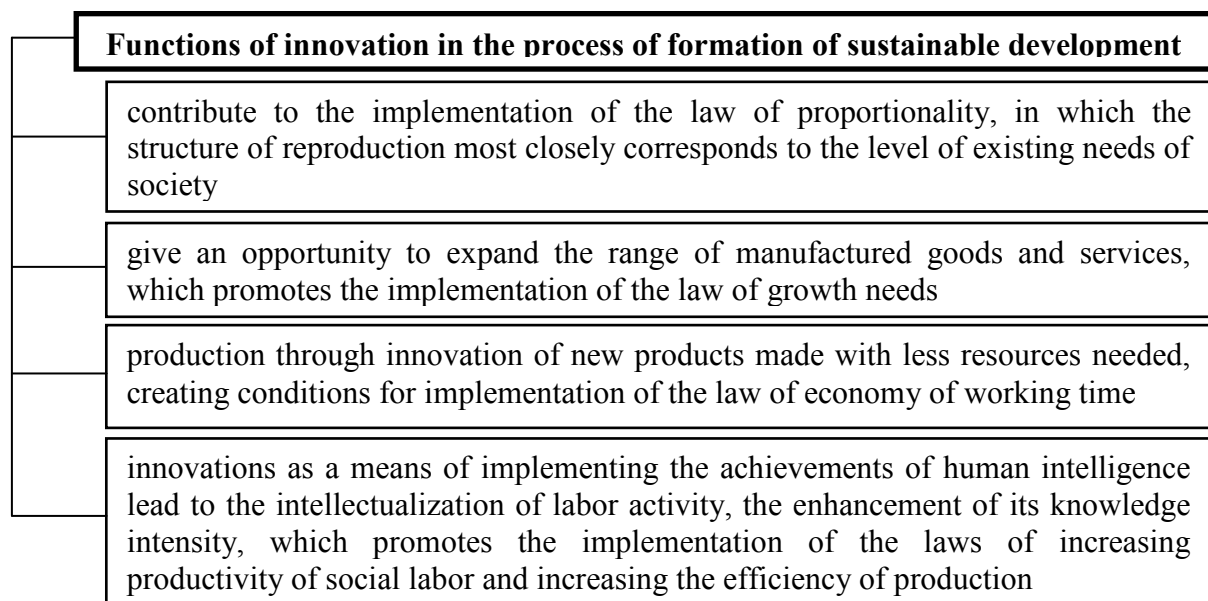 Functions of innovation in the process of formation of sustainable development
contribute to the implementation of the law of proportionality, in which the
structure of reproduction most closely corresponds to the level of existing needs of
society
give an opportunity to expand the range of manufactured goods and services,
which promotes the implementation of the law of growth needs
production through innovation of new products made with less resources needed,
creating conditions for implementation of the law of economy of working time
innovations as a means of implementing the achievements of human intelligence
lead to the intellectualization of labor activity, the enhancement of its knowledge
intensity, which promotes the implementation of the laws of increasing
productivity of social labor and increasing the efficiency of production